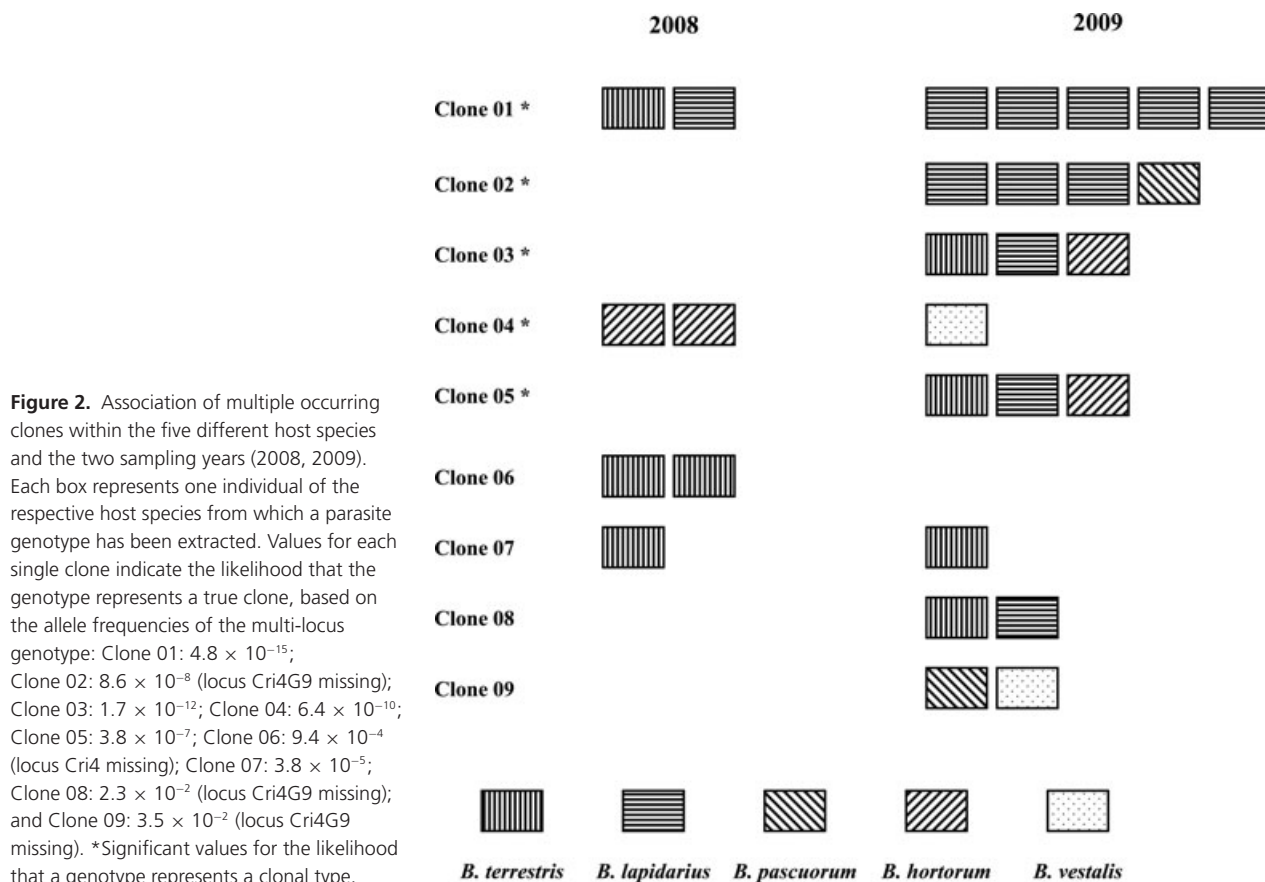 2008 2009
Clone 01 *
Clone 02 *
Clone 03 *
Clone 04 *
Clone 05 *
Clone 06
Clone 07
Clone 08
Clone 09
B. terrestris B. lapidarius B. pascuorum B. hortorum B. vestalis
Figure 2. Association of multiple occurring
clones within the five different host species
and the two sampling years (2008, 2009).
Each box represents one individual of the
respective host species from which a parasite
genotype has been extracted. Values for each
single clone indicate the likelihood that the
genotype represents a true clone, based on
the allele frequencies of the multi-locus
genotype: Clone 01: 4.8 × 10⁻¹⁵;
Clone 02: 8.6 × 10⁻⁸ (locus Cri4G9 missing);
Clone 03: 1.7 × 10⁻¹²; Clone 04: 6.4 × 10⁻¹⁰;
Clone 05: 3.8 × 10⁻⁷; Clone 06: 9.4 × 10⁻⁴
(locus Cri4 missing); Clone 07: 3.8 × 10⁻⁵;
Clone 08: 2.3 × 10⁻² (locus Cri4G9 missing);
and Clone 09: 3.5 × 10⁻² (locus Cri4G9
missing). *Significant values for the likelihood
that a genotype represents a clonal type.